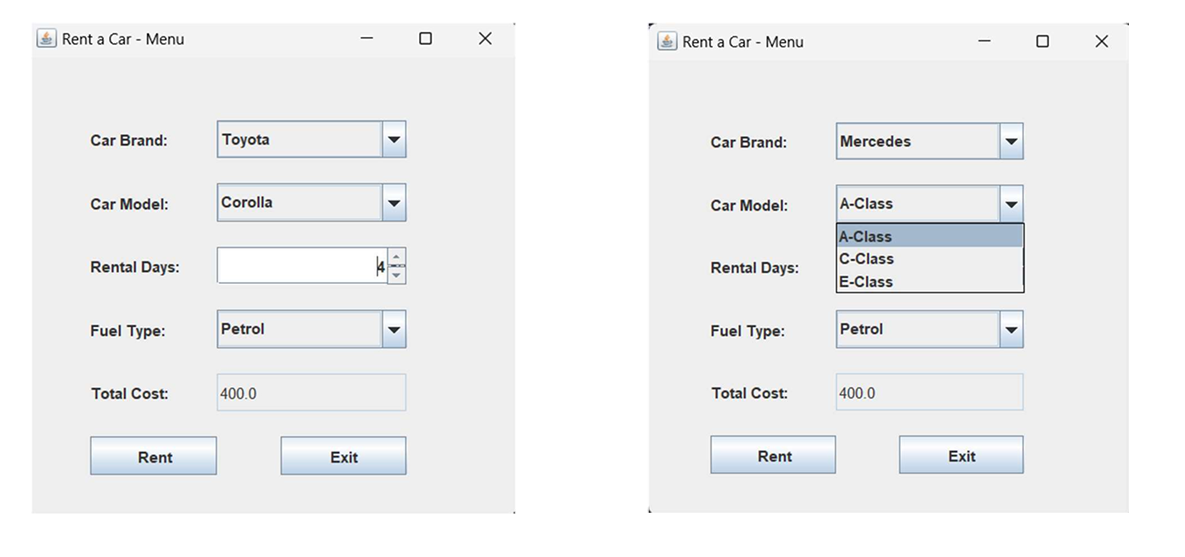 Rent a Car - Menu
Car Brand: Toyota
Car Model: Corolla
Rental Days: 4
Fuel Type: Petrol
Total Cost: 400.0
Rent Exit
Rent a Car - Menu
Car Brand: Mercedes
Car Model: A-Class
A-Class
C-Class
Rental Days:
E-Class
Fuel Type: Petrol
Total Cost: 400.0
Rent Exit